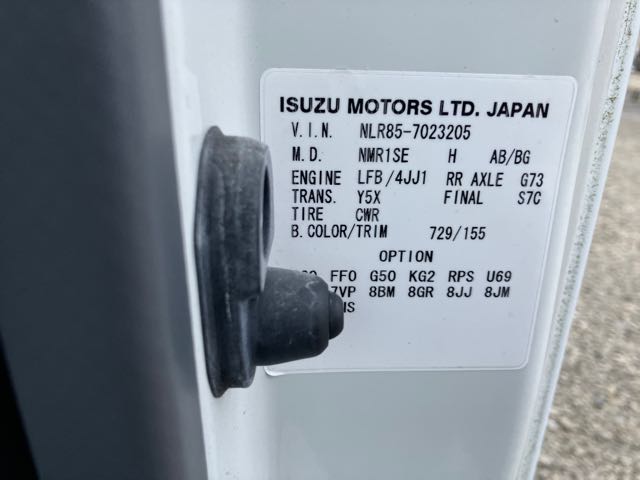 ISUZU MOTORS LTD. JAPAN
V.I.N. NLR85-7023205
M.D. NMR1SE H AB/BG
ENGINE LFB/4JJ1 RR AXLE G73
TRANS. Y5X FINAL S7C
TIRE CWR
B.COLOR/TRIM 729/155
OPTION
FF0 G50 KG2 RPS U69
7VP 8BM 8GR 8JJ 8JM